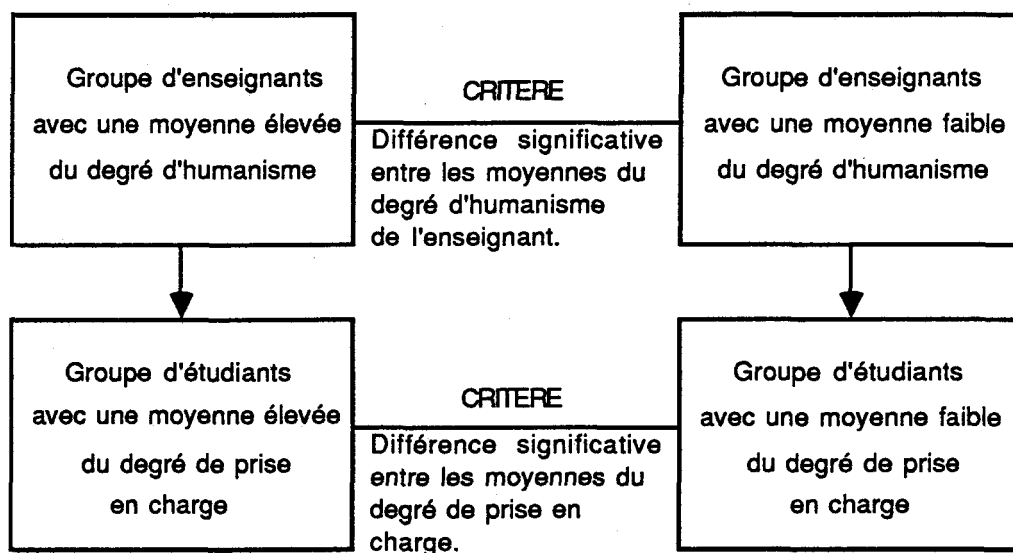 Groupe d'enseignants
avec une moyenne élevée
du degré d'humanisme
CRITERE
Différence significative
entre les moyennes du
degré d'humanisme
de l'enseignant.
Groupe d'enseignants
avec une moyenne faible
du degré d'humanisme
Groupe d'étudiants
avec une moyenne élevée
du degré de prise
en charge
CRITERE
Différence significative
entre les moyennes du
degré de prise en
charge.
Groupe d'étudiants
avec une moyenne faible
du degré de prise
en charge